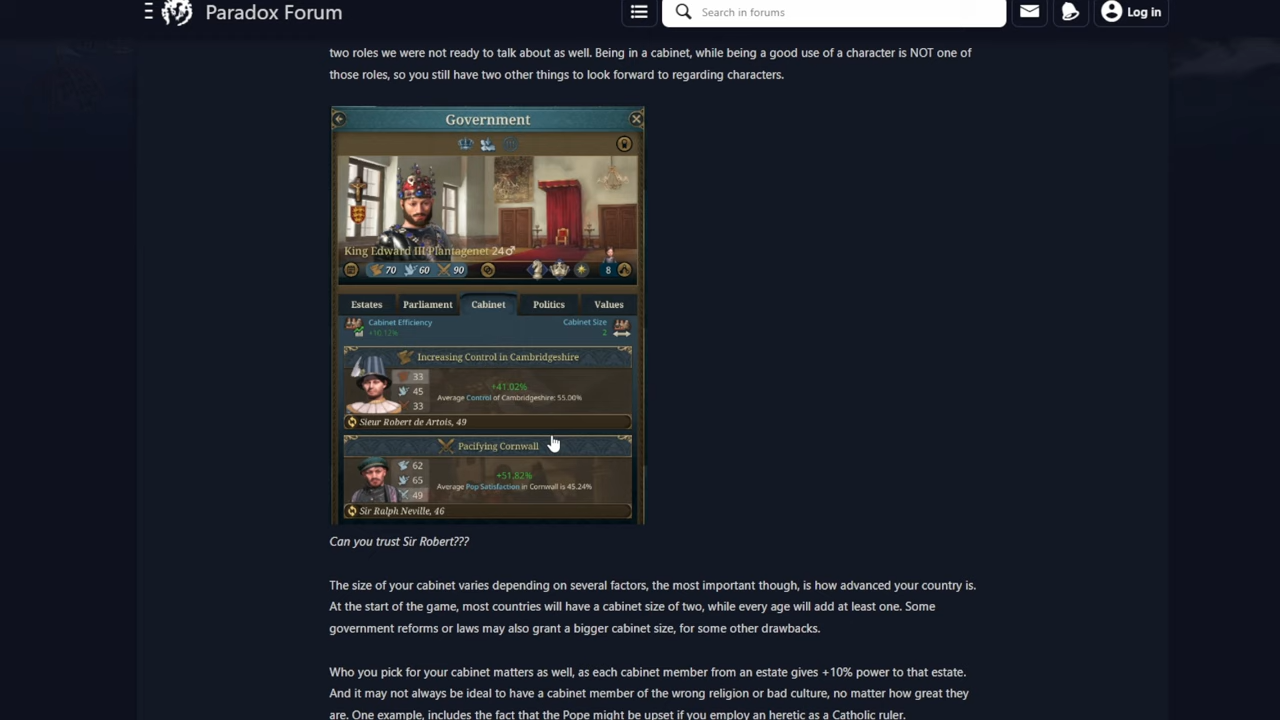 Paradox Forum
Search in forums
Log in
two roles we were not ready to talk about as well. Being in a cabinet, while being a good use of a character is NOT one of
those roles, so you still have two other things to look forward to regarding characters.
Government
King Edward III Plantagenet 24♂
70 60 90 8
Estates Parliament Cabinet Politics Values
Cabinet Efficiency Cabinet Size
+10.12% 2
Increasing Control in Cambridgeshire
33
45
33
+41.02%
Average Control of Cambridgeshire: 55.00%
Sieur Robert de Artois, 49
Pacifying Cornwall
62
65
49
+51.82%
Average Pop Satisfaction in Cornwall is 45.24%
Sir Ralph Neville, 46
Can you trust Sir Robert???
The size of your cabinet varies depending on several factors, the most important though, is how advanced your country is.
At the start of the game, most countries will have a cabinet size of two, while every age will add at least one. Some
government reforms or laws may also grant a bigger cabinet size, for some other drawbacks.
Who you pick for your cabinet matters as well, as each cabinet member from an estate gives +10% power to that estate.
And it may not always be ideal to have a cabinet member of the wrong religion or bad culture, no matter how great they
are. One example, includes the fact that the Pope might be upset if you employ an heretic as a Catholic ruler.